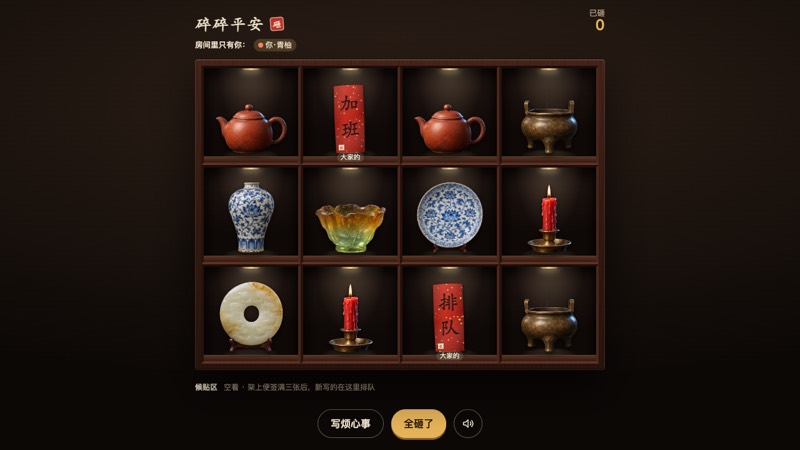 碎碎平安 砸
已砸
0
房间里只有你：
你·青柚
加班
大家的
排队
大家的
候贴区 空着 · 架上便签满三张后，新写的在这里排队
写烦心事
全砸了